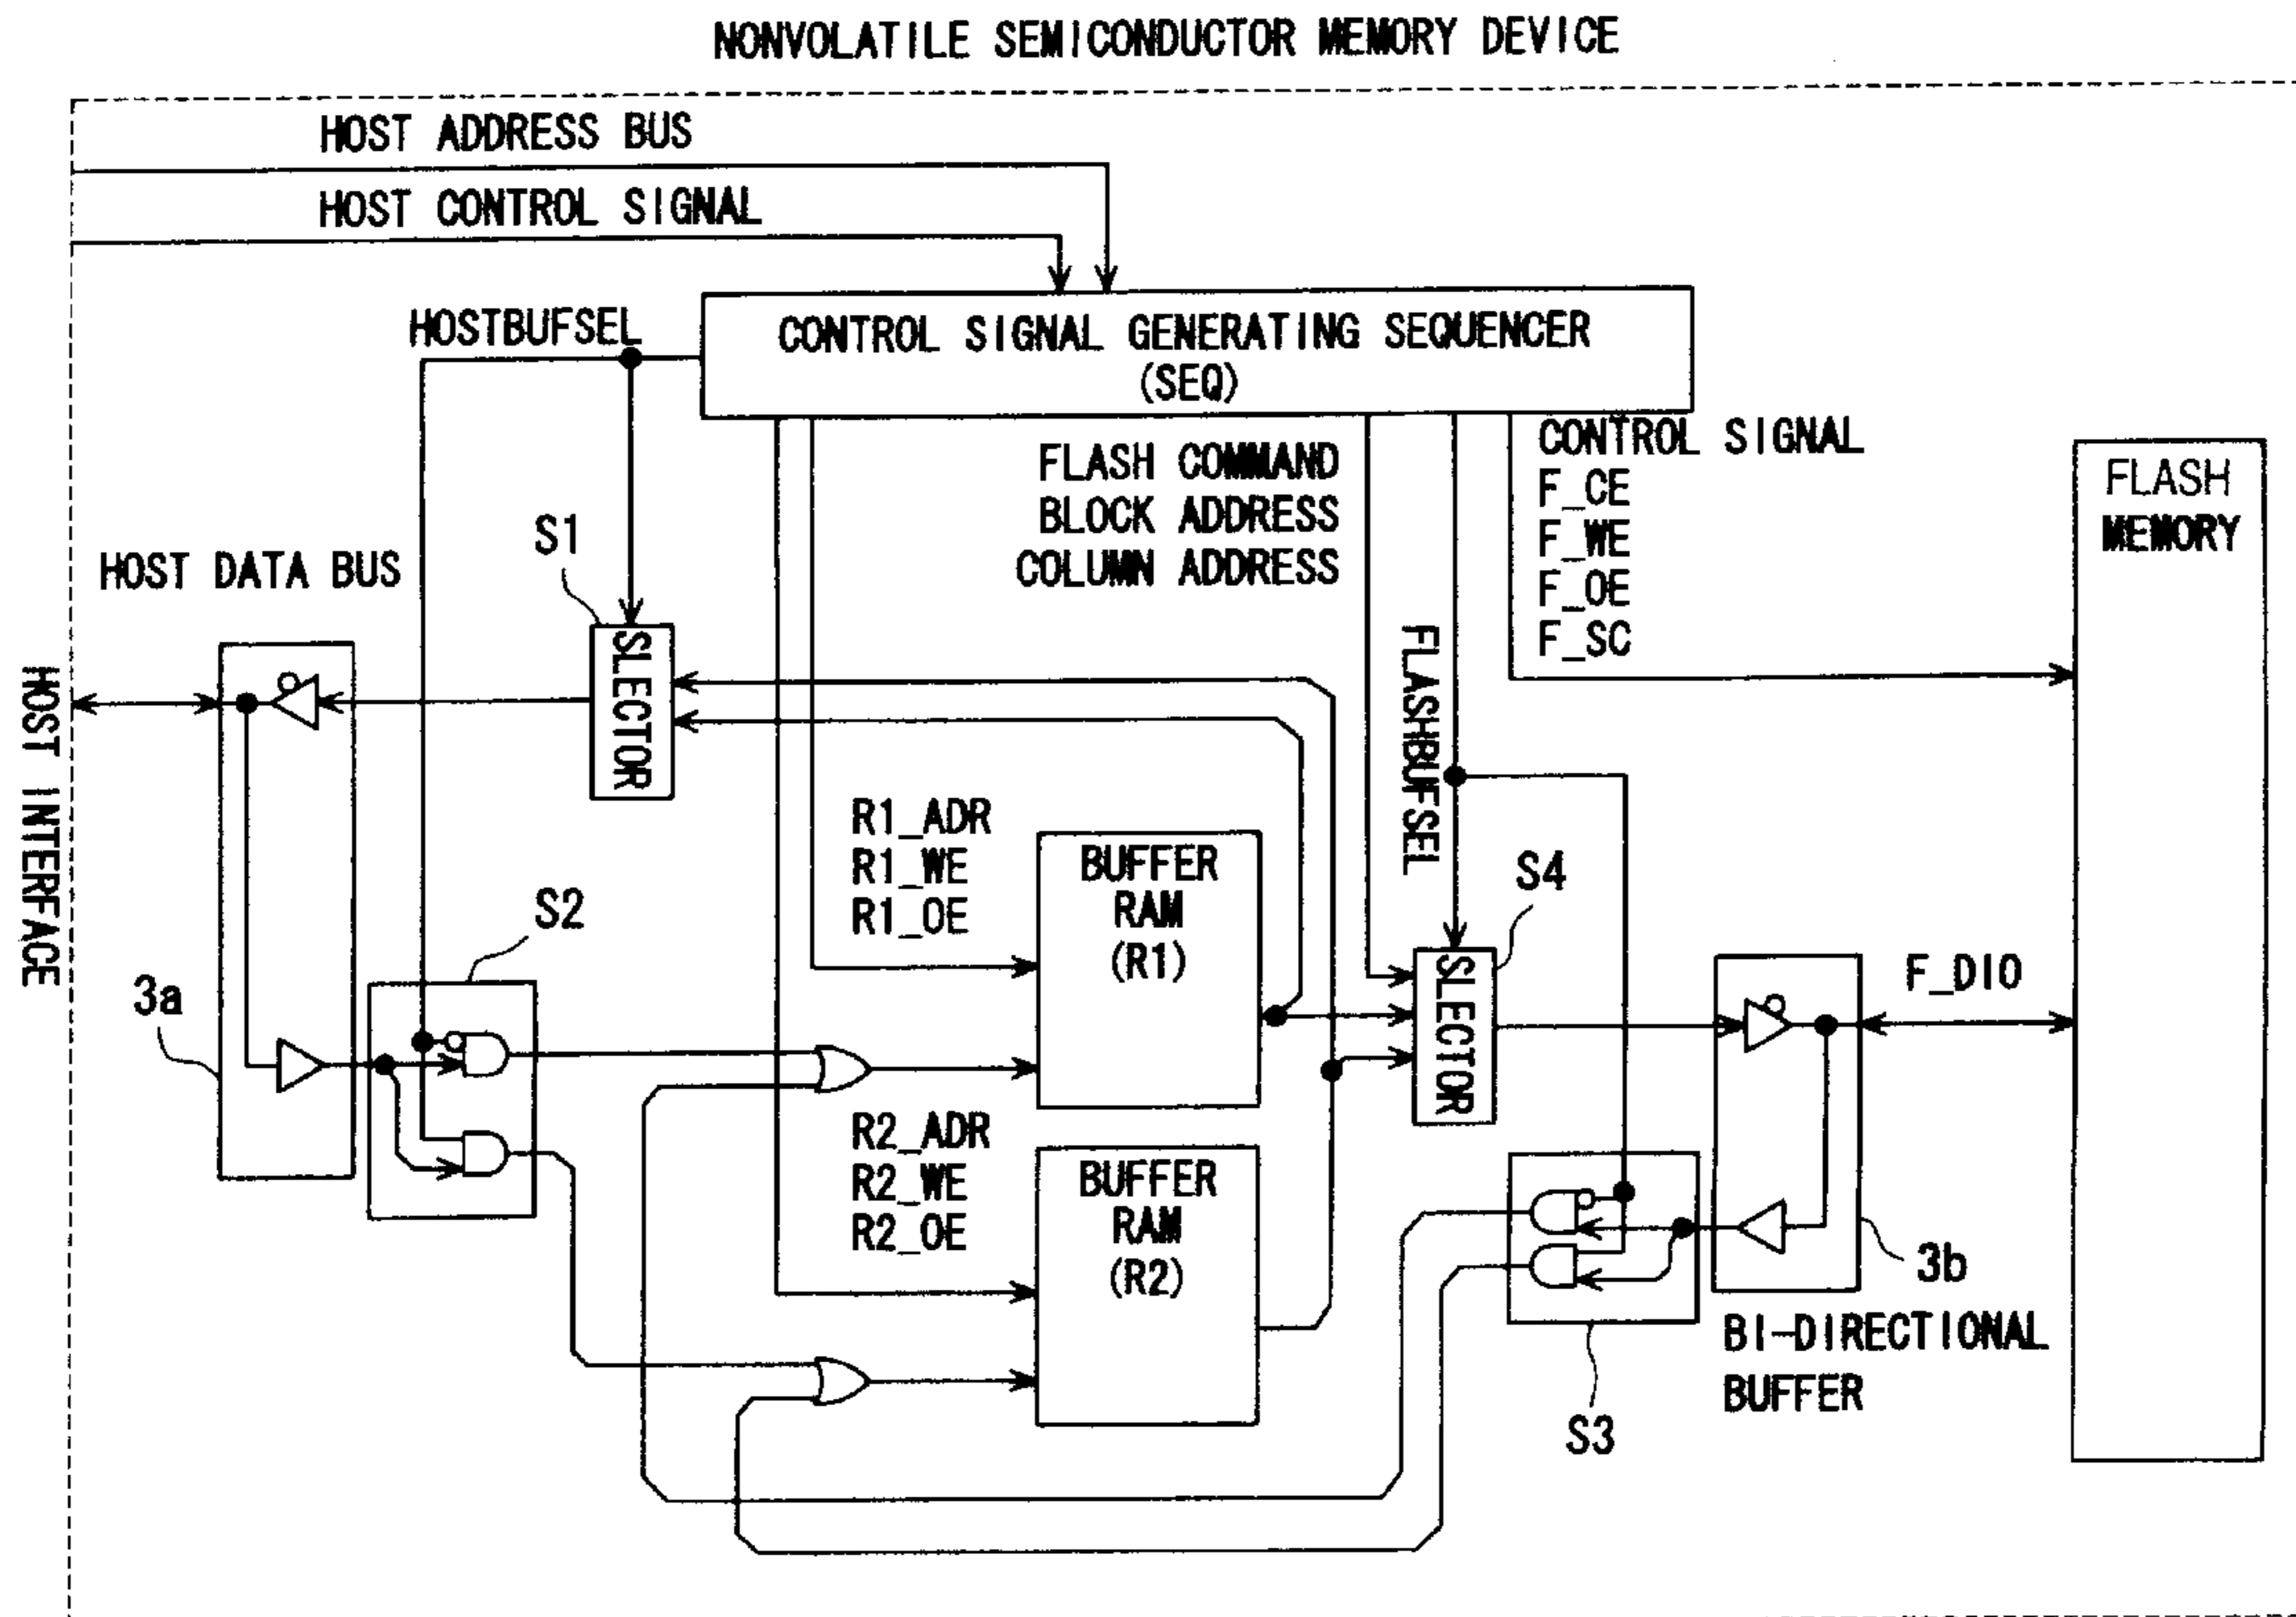 NONVOLATILE SEMICONDUCTOR MEMORY DEVICE
HOST ADDRESS BUS
HOST CONTROL SIGNAL
HOSTBUFSEL
CONTROL SIGNAL GENERATING SEQUENCER
(SEQ)
CONTROL SIGNAL
F_CE
F_WE
F_OE
F_SC
FLASH COMMAND
BLOCK ADDRESS
COLUMN ADDRESS
FLASH
MEMORY
S1
HOST DATA BUS
SLECTOR
FLASHBUFSEL
HOST INTERFACE
R1_ADR
R1_WE
R1_OE
BUFFER
RAM
(R1)
S4
S2
SLECTOR
F_DIO
3a
R2_ADR
R2_WE
R2_OE
BUFFER
RAM
(R2)
3b
BI-DIRECTIONAL
BUFFER
S3